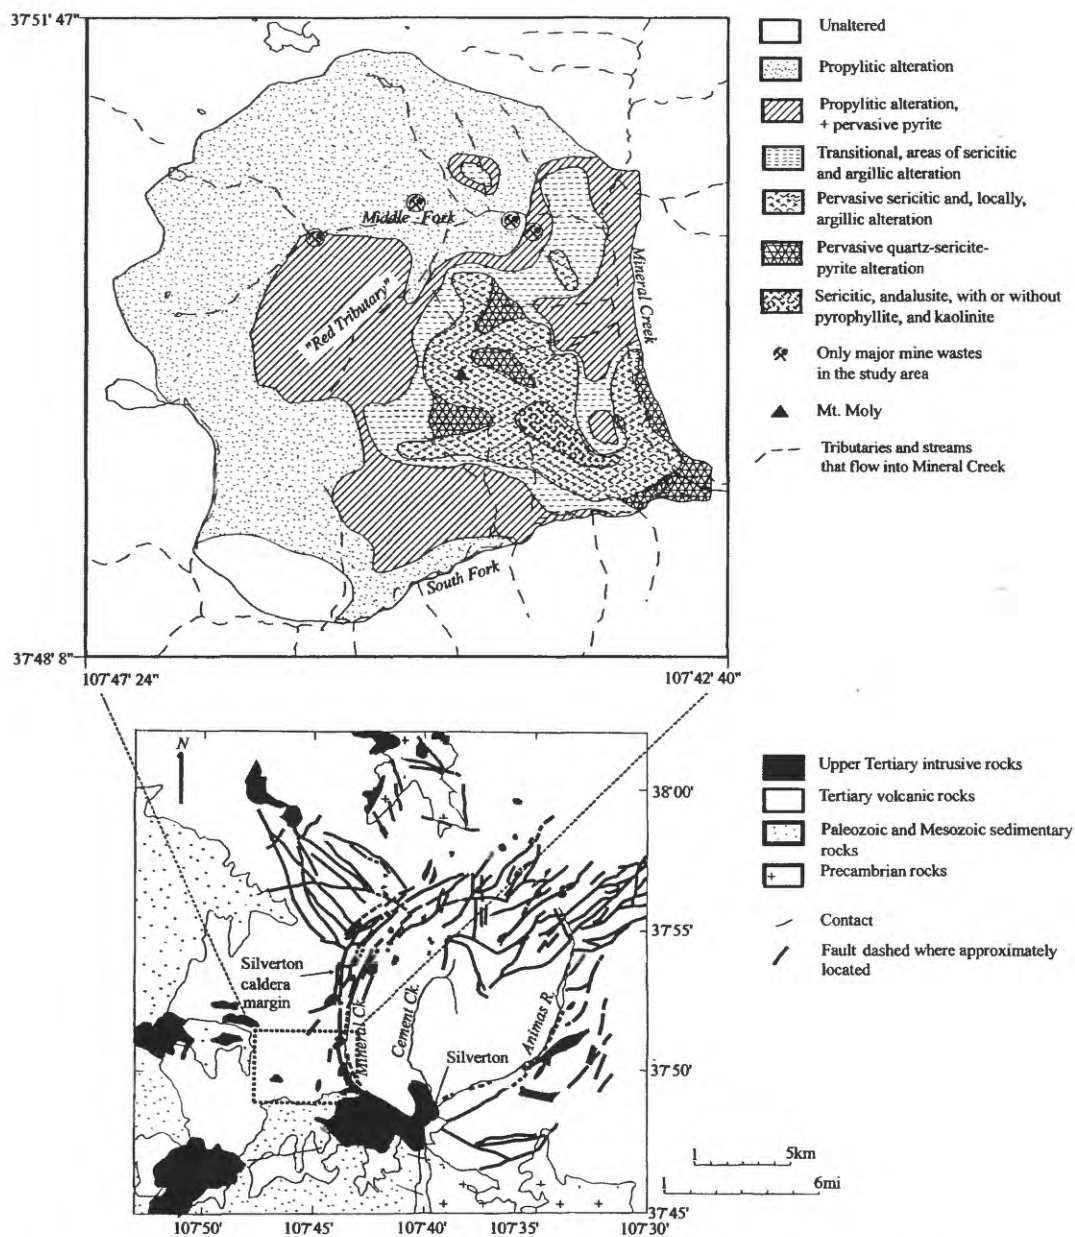 37°51' 47"
Unaltered
Propylitic alteration
Propylitic alteration,
+ pervasive pyrite
Transitional, areas of sericitic
and argillic alteration
Pervasive sericitic and, locally,
argillic alteration
Pervasive quartz-sericite-
pyrite alteration
Sericitic, andalusite, with or without
pyrophyllite, and kaolinite
Only major mine wastes
in the study area
Mt. Moly
Tributaries and streams
that flow into Mineral Creek
Middle Fork
"Red Tributary"
Mineral Creek
South Fork
37°48' 8"
107°47' 24"
107°42' 40"
N
Upper Tertiary intrusive rocks
Tertiary volcanic rocks
Paleozoic and Mesozoic sedimentary
rocks
Precambrian rocks
Contact
Fault dashed where approximately
located
38°00'
37°55'
37°50'
37°45'
Silverton
caldera
margin
Mineral Ck.
Cement Ck.
Animas R.
Silverton
1 5km
1 6mi
107°50'
107°45'
107°40'
107°35'
107°30'